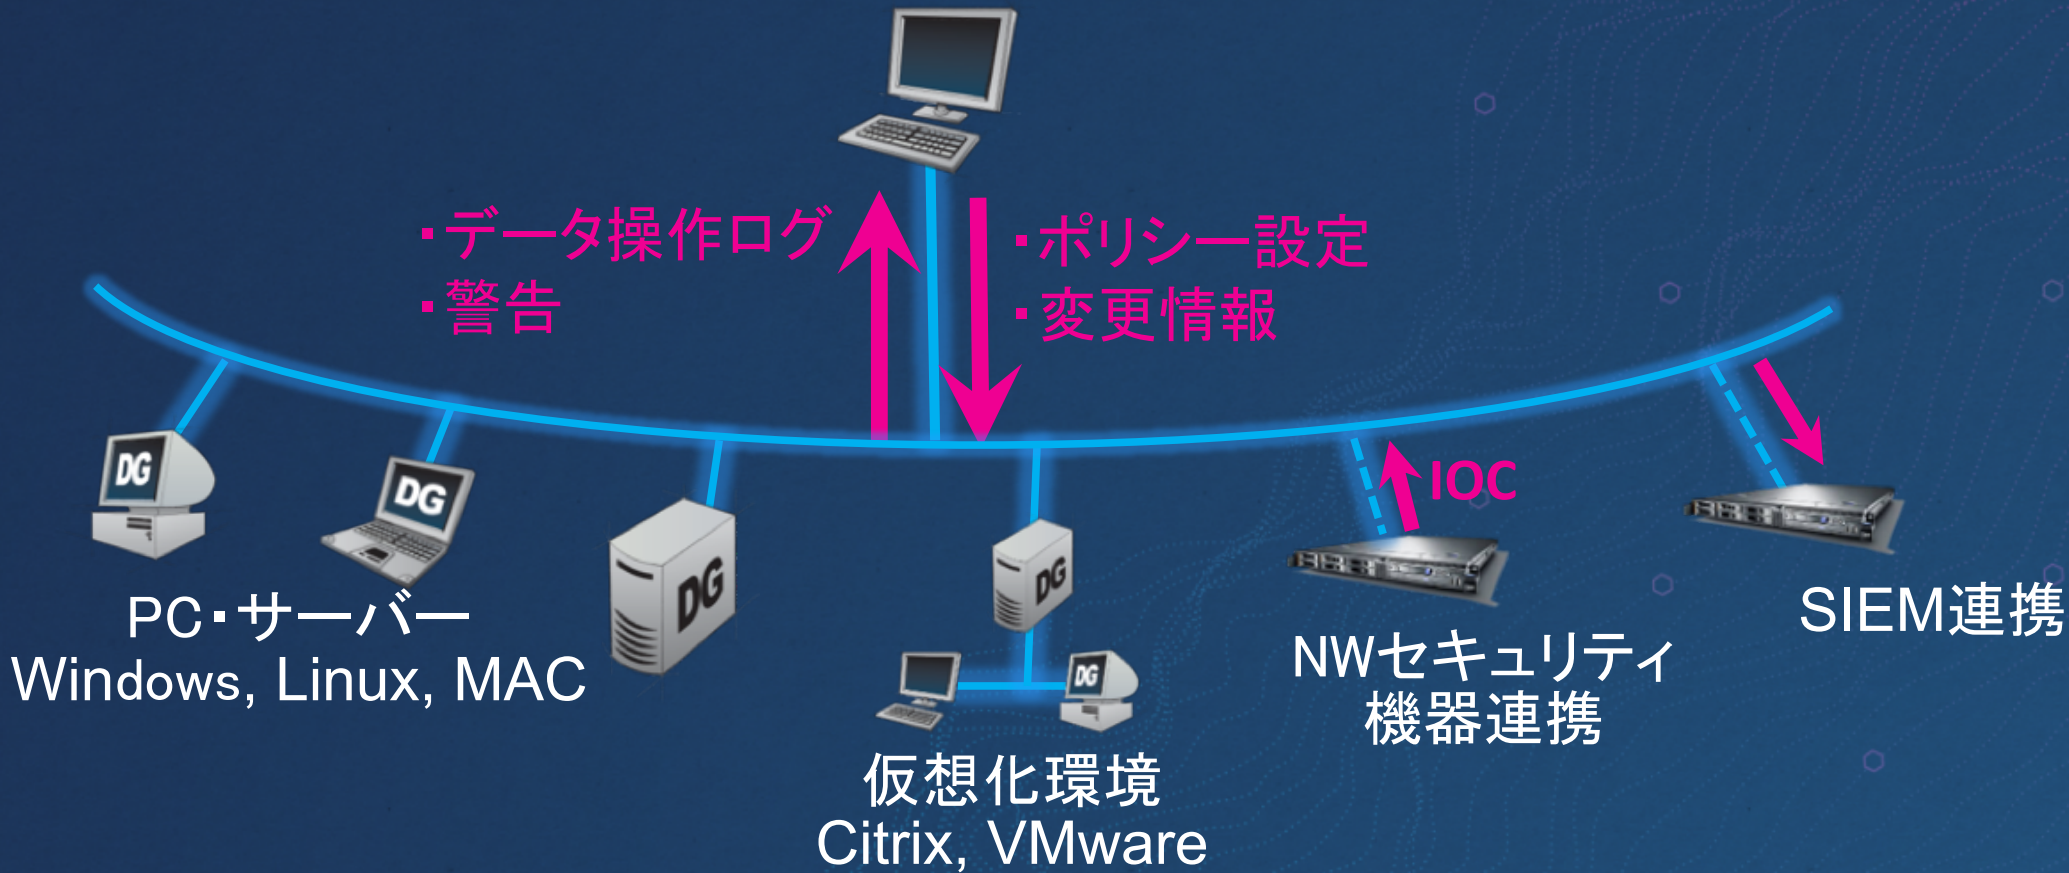 ・データ操作ログ
・警告
・ポリシー設定
・変更情報
DG
DG
DG
DG
DG
IOC
PC・サーバー
Windows, Linux, MAC
仮想化環境
Citrix, VMware
NWセキュリティ
機器連携
SIEM連携